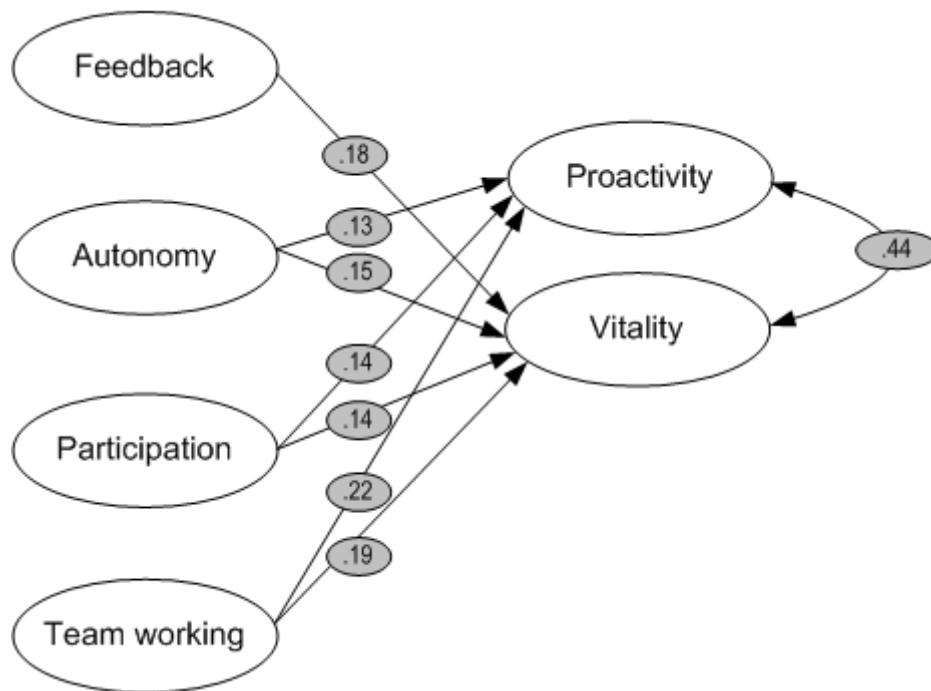 Feedback
.18
Proactivity
.13
Autonomy
.44
.15
Vitality
.14
.14
Participation
.22
.19
Team working